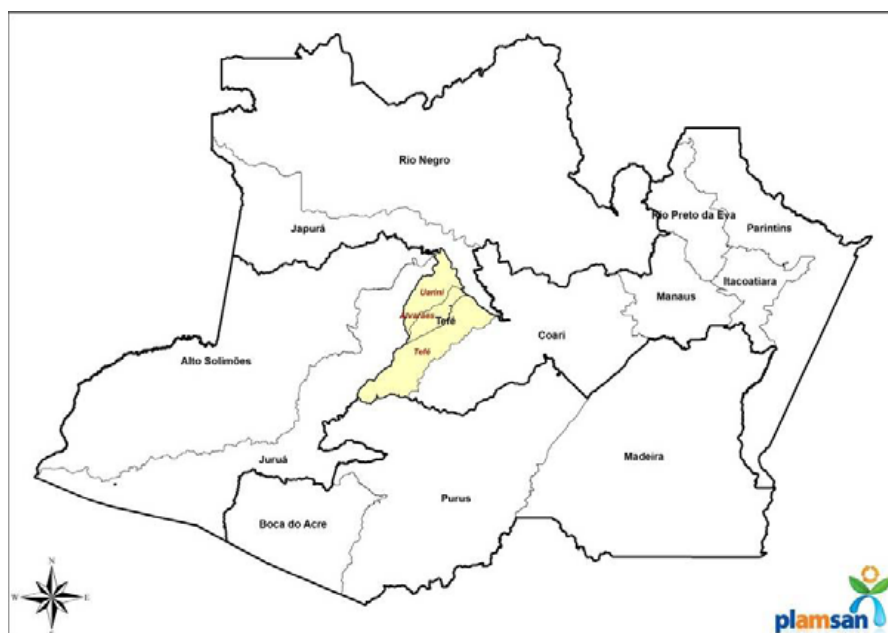 Rio Negro
Rio Preto da Eva
Parintins
Japurá
Itacoatiara
Uarini
Manaus
Alvarães
Tefé
Coari
Tefé
Alto Solimões
Juruá
Madeira
Purus
Boca do Acre
N
W E
S
plamsan